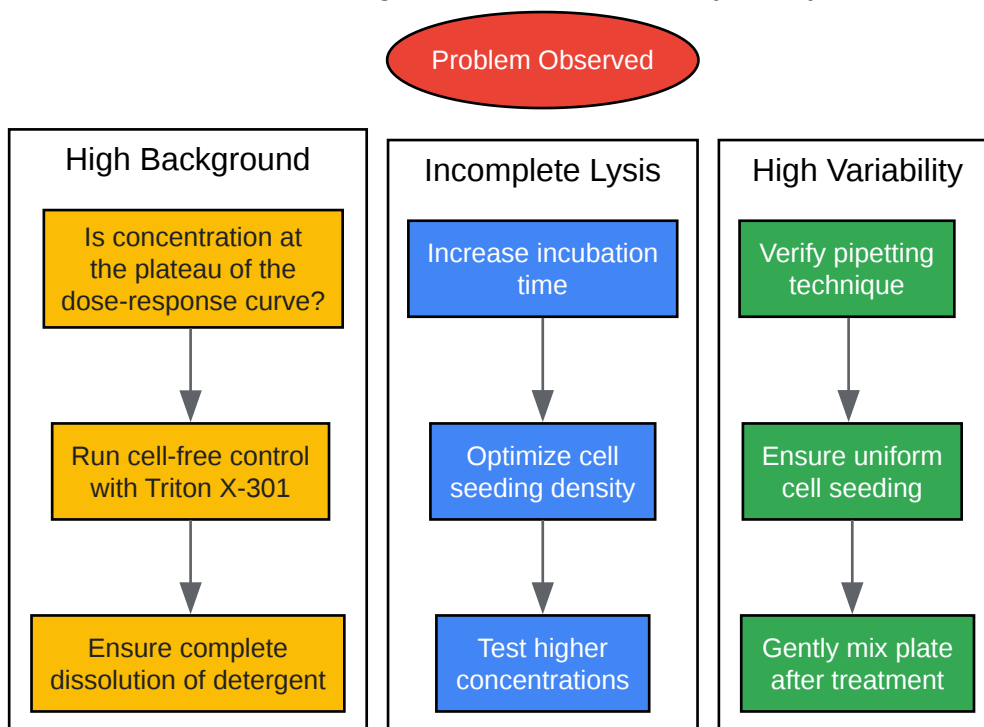 Problem Observed
High Background
Is concentration at
the plateau of the
dose-response curve?
Run cell-free control
with Triton X-301
Ensure complete
dissolution of detergent
Incomplete Lysis
Increase incubation
time
Optimize cell
seeding density
Test higher
concentrations
High Variability
Verify pipetting
technique
Ensure uniform
cell seeding
Gently mix plate
after treatment